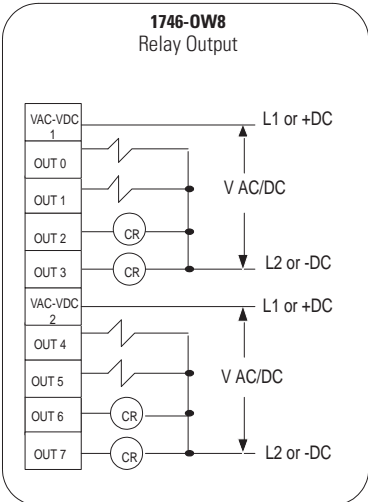 1746-OW8
Relay Output
VAC-VDC
1
L1 or +DC
OUT 0
OUT 1
V AC/DC
OUT 2
CR
OUT 3
CR
L2 or -DC
VAC-VDC
2
L1 or +DC
OUT 4
OUT 5
V AC/DC
OUT 6
CR
OUT 7
CR
L2 or -DC